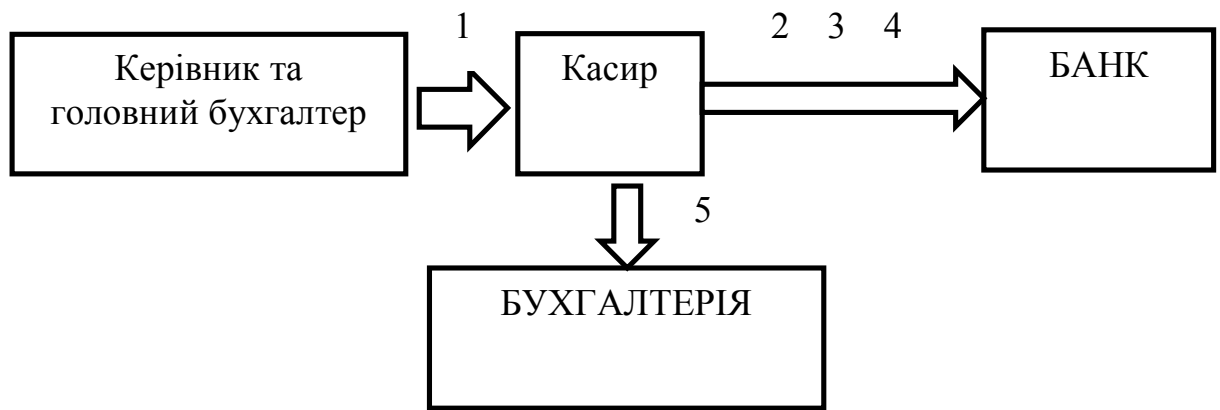 1
2 3 4
Керівник та
головний бухгалтер
Касир
БАНК
5
БУХГАЛТЕРІЯ